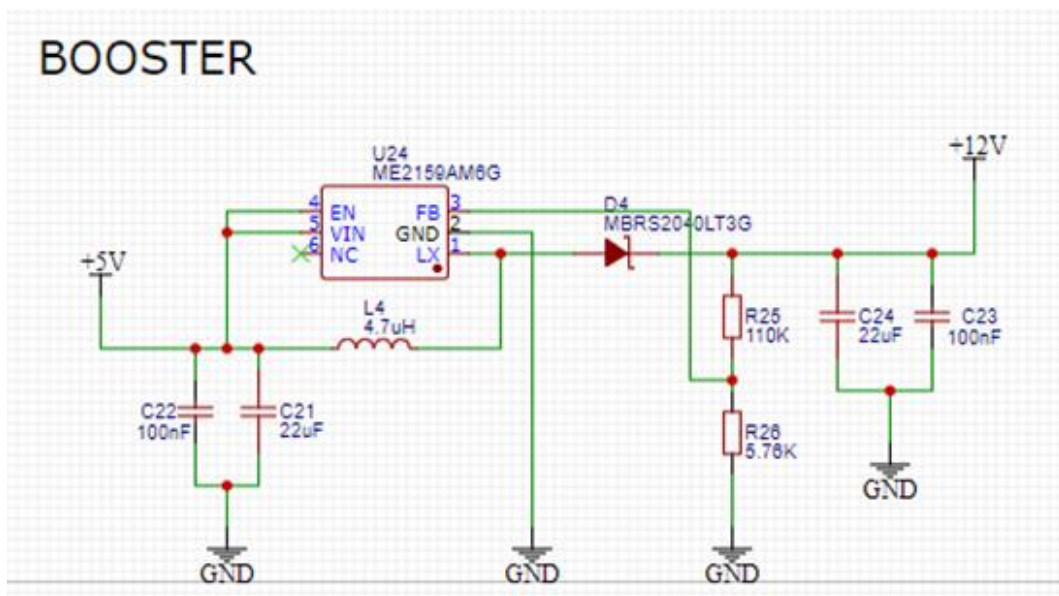 BOOSTER
+12V
U24
ME2159AM6G
4
EN
FB
3
5
VIN
GND
2
6
NC
LX
1
D4
MBRS2040LT3G
+5V
L4
4.7uH
R25
110K
C24
22uF
C23
100nF
C22
100nF
C21
22uF
R26
5.76K
GND
GND
GND
GND